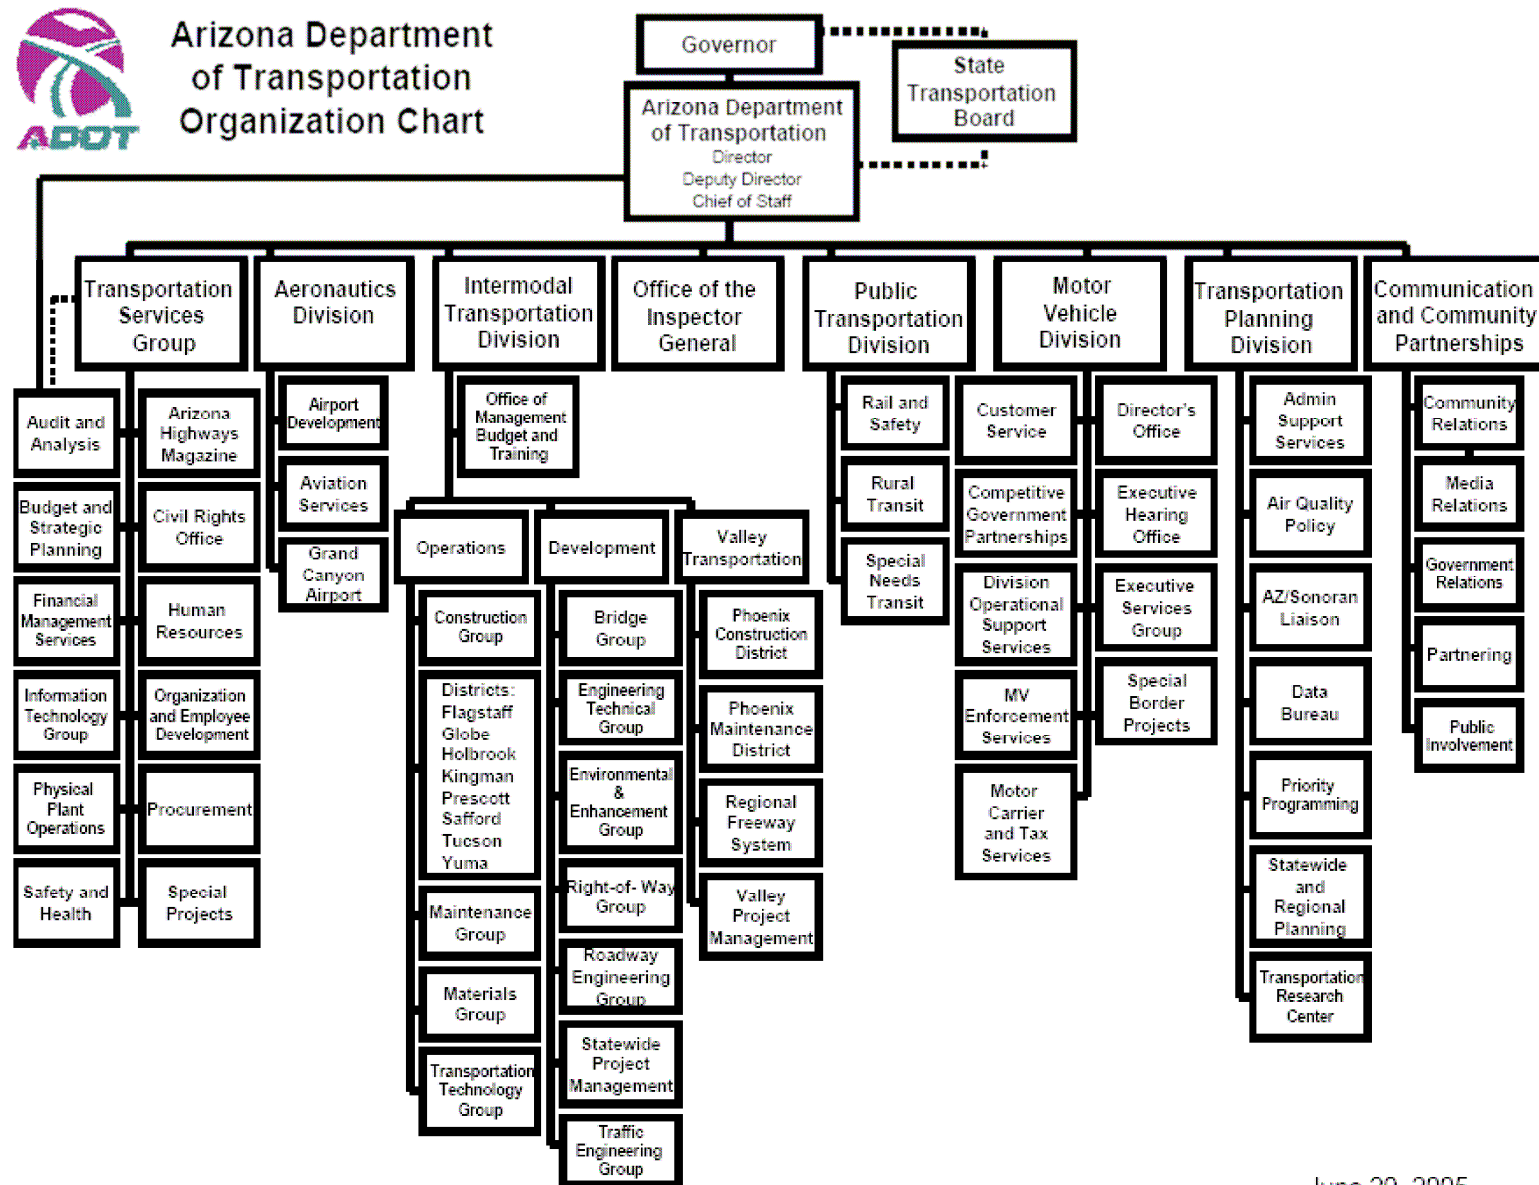 Arizona Department
of Transportation
Organization Chart
ADOT
Governor
State
Transportation
Board
Arizona Department
of Transportation
Director
Deputy Director
Chief of Staff
Transportation
Services
Group
Aeronautics
Division
Intermodal
Transportation
Division
Office of the
Inspector
General
Public
Transportation
Division
Motor
Vehicle
Division
Transportation
Planning
Division
Communication
and Community
Partnerships
Audit and
Analysis
Budget and
Strategic
Planning
Financial
Management
Services
Information
Technology
Group
Physical
Plant
Operations
Safety and
Health
Arizona
Highways
Magazine
Civil Rights
Office
Human
Resources
Organization
and Employee
Development
Procurement
Special
Projects
Airport
Development
Aviation
Services
Grand
Canyon
Airport
Office of
Management
Budget and
Training
Operations
Development
Valley
Transportation
Construction
Group
Districts:
Flagstaff
Globe
Holbrook
Kingman
Prescott
Safford
Tucson
Yuma
Maintenance
Group
Materials
Group
Transportation
Technology
Group
Bridge
Group
Engineering
Technical
Group
Environmental
&
Enhancement
Group
Right-of- Way
Group
Roadway
Engineering
Group
Statewide
Project
Management
Traffic
Engineering
Group
Phoenix
Construction
District
Phoenix
Maintenance
District
Regional
Freeway
System
Valley
Project
Management
Rail and
Safety
Rural
Transit
Special
Needs
Transit
Customer
Service
Competitive
Government
Partnerships
Division
Operational
Support
Services
MV
Enforcement
Services
Motor
Carrier
and Tax
Services
Director's
Office
Executive
Hearing
Office
Executive
Services
Group
Special
Border
Projects
Admin
Support
Services
Air Quality
Policy
AZ/Sonoran
Liaison
Data
Bureau
Priority
Programming
Statewide
and
Regional
Planning
Transportation
Research
Center
Community
Relations
Media
Relations
Government
Relations
Partnering
Public
Involvement